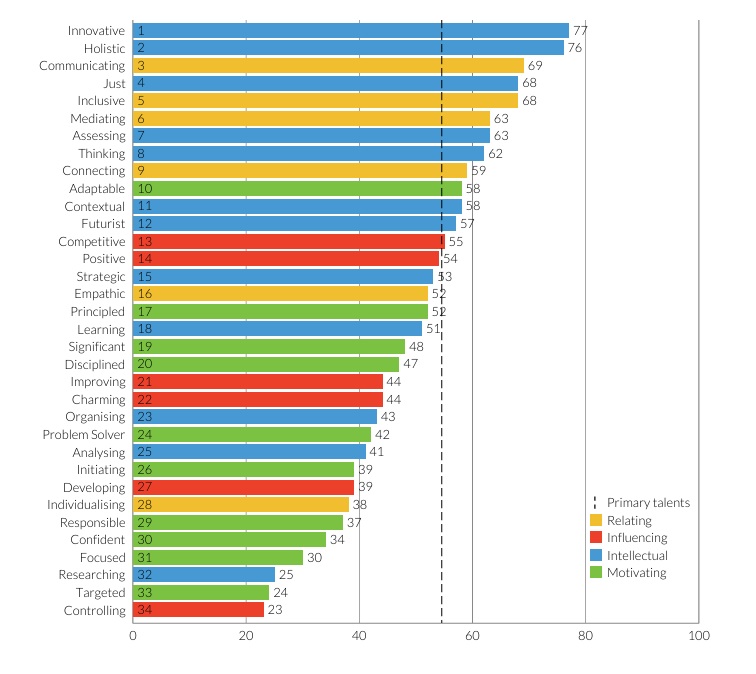 Innovative 1 77
Holistic 2 76
Communicating 3 69
Just 4 68
Inclusive 5 68
Mediating 6 63
Assessing 7 63
Thinking 8 62
Connecting 9 59
Adaptable 10 58
Contextual 11 58
Futurist 12 57
Competitive 13 55
Positive 14 54
Strategic 15 53
Empathic 16 52
Principled 17 52
Learning 18 51
Significant 19 48
Disciplined 20 47
Improving 21 44
Charming 22 44
Organising 23 43
Problem Solver 24 42
Analysing 25 41
Initiating 26 39
Developing 27 39
Individualising 28 38
Responsible 29 37
Confident 30 34
Focused 31 30
Researching 32 25
Targeted 33 24
Controlling 34 23
Primary talents
Relating
Influencing
Intellectual
Motivating
0 20 40 60 80 100